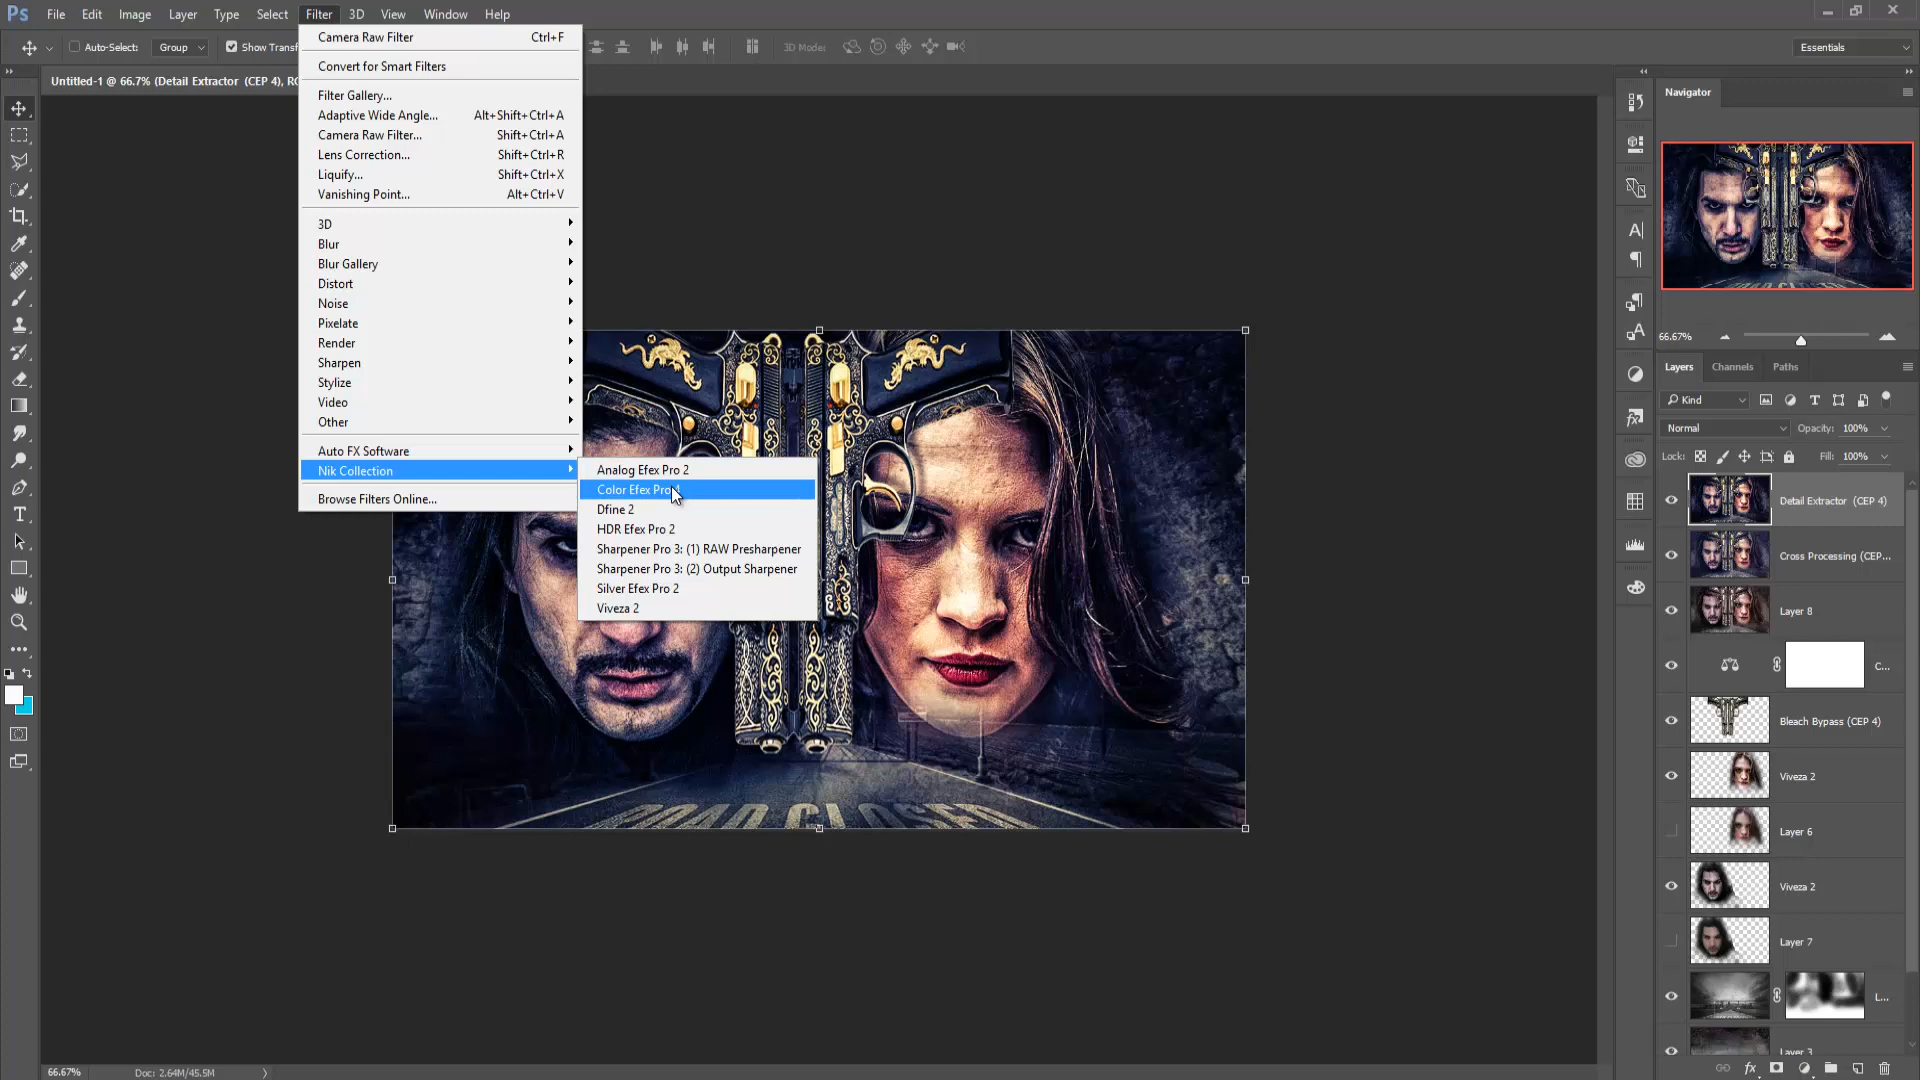 Ps File Edit Image Layer Type Select Filter 3D View Window Help
Auto-Select: Group Show Transf 3D Mode: Essentials
Untitled-1 @ 66.7% (Detail Extractor (CEP 4), R
Camera Raw Filter Ctrl+F
Convert for Smart Filters
Filter Gallery...
Adaptive Wide Angle... Alt+Shift+Ctrl+A
Camera Raw Filter... Shift+Ctrl+A
Lens Correction... Shift+Ctrl+R
Liquify... Shift+Ctrl+X
Vanishing Point... Alt+Ctrl+V
3D
Blur
Blur Gallery
Distort
Noise
Pixelate
Render
Sharpen
Stylize
Video
Other
Auto FX Software
Nik Collection
Browse Filters Online...
Analog Efex Pro 2
Color Efex Pro 4
Dfine 2
HDR Efex Pro 2
Sharpener Pro 3: (1) RAW Presharpener
Sharpener Pro 3: (2) Output Sharpener
Silver Efex Pro 2
Viveza 2
ROAD CLOSED
Navigator
66.67%
Layers Channels Paths
Kind
Normal Opacity: 100%
Lock: Fill: 100%
Detail Extractor (CEP 4)
Cross Processing (CEP...
Layer 8
C...
Bleach Bypass (CEP 4)
Viveza 2
Layer 6
Viveza 2
Layer 7
L...
Layer 3
66.67% Doc: 2.64M/45.5M